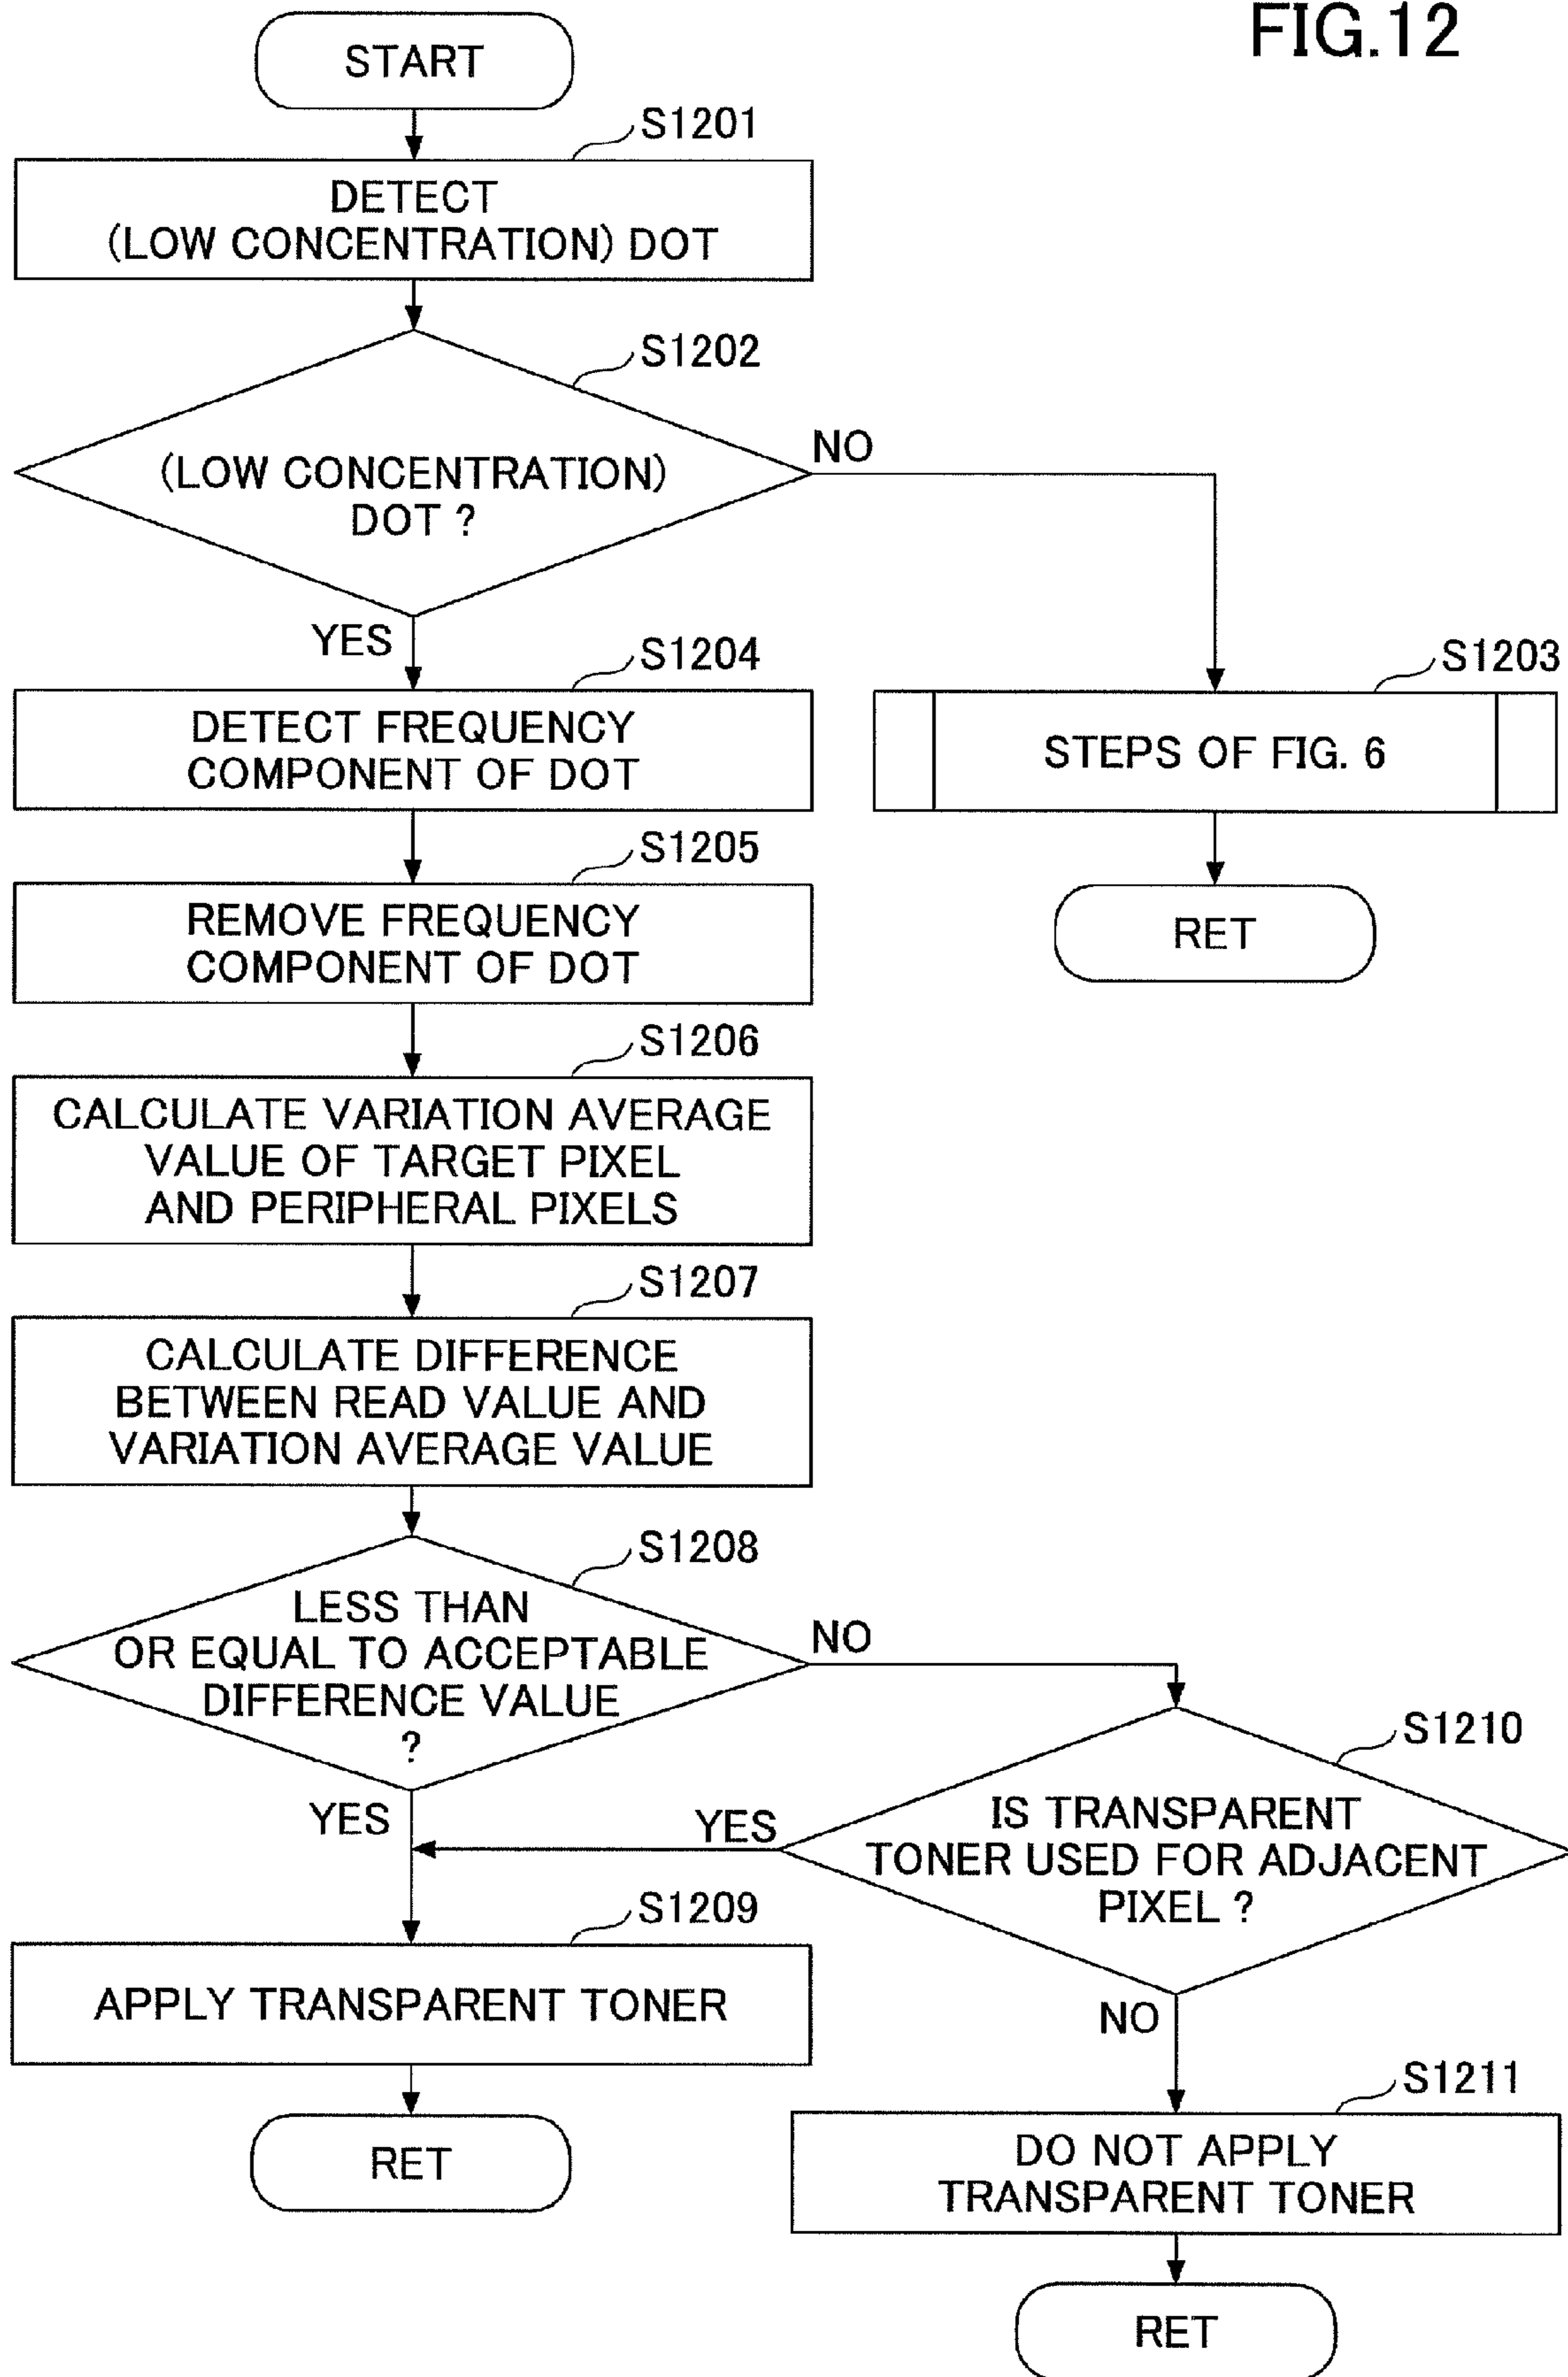 FIG.12
START
S1201
DETECT
(LOW CONCENTRATION) DOT
S1202
(LOW CONCENTRATION)
DOT ?
NO
YES
S1204
DETECT FREQUENCY
COMPONENT OF DOT
S1203
STEPS OF FIG. 6
RET
S1205
REMOVE FREQUENCY
COMPONENT OF DOT
S1206
CALCULATE VARIATION AVERAGE
VALUE OF TARGET PIXEL
AND PERIPHERAL PIXELS
S1207
CALCULATE DIFFERENCE
BETWEEN READ VALUE AND
VARIATION AVERAGE VALUE
S1208
LESS THAN
OR EQUAL TO ACCEPTABLE
DIFFERENCE VALUE
?
NO
YES
S1210
IS TRANSPARENT
TONER USED FOR ADJACENT
PIXEL ?
YES
NO
S1209
APPLY TRANSPARENT TONER
RET
S1211
DO NOT APPLY
TRANSPARENT TONER
RET